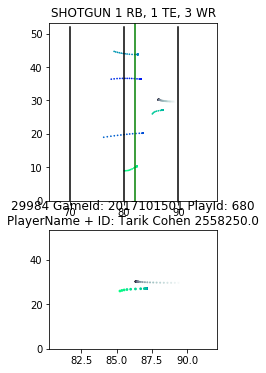 SHOTGUN 1 RB, 1 TE, 3 WR
50
40
30
20
10
0
70 80 90
29984 GameId: 2017101501 PlayId: 680
PlayerName + ID: Tarik Cohen 2558250.0
40
20
0
82.5 85.0 87.5 90.0